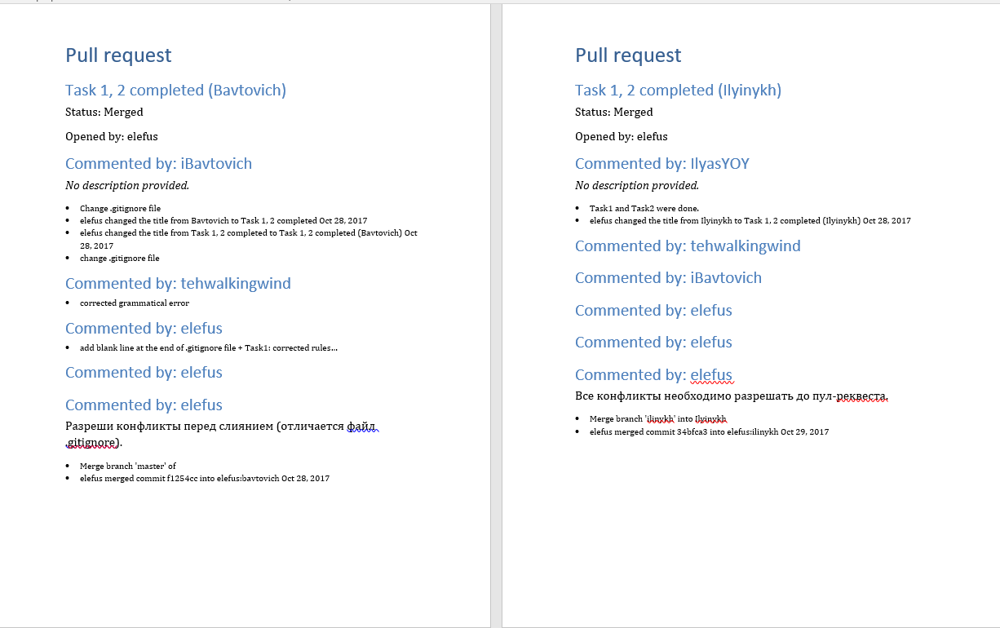 Pull request
Task 1, 2 completed (Bavtovich)
Status: Merged
Opened by: elefus
Commented by: iBavtovich
No description provided.
• Change .gitignore file
• elefus changed the title from Bavtovich to Task 1, 2 completed Oct 28, 2017
• elefus changed the title from Task 1, 2 completed to Task 1, 2 completed (Bavtovich) Oct
28, 2017
• change .gitignore file
Commented by: tehwalkingwind
• corrected grammatical error
Commented by: elefus
• add blank line at the end of .gitignore file + Task1: corrected rules...
Commented by: elefus
Commented by: elefus
Разреши конфликты перед слиянием (отличается файл
.gitignore).
• Merge branch 'master' of
• elefus merged commit f1254cc into elefus:bavtovich Oct 28, 2017
Pull request
Task 1, 2 completed (Ilyinykh)
Status: Merged
Opened by: elefus
Commented by: IlyasYOY
No description provided.
• Task1 and Task2 were done.
• elefus changed the title from Ilyinykh to Task 1, 2 completed (Ilyinykh) Oct 28, 2017
Commented by: tehwalkingwind
Commented by: iBavtovich
Commented by: elefus
Commented by: elefus
Commented by: elefus
Все конфликты необходимо разрешать до пул-реквеста.
• Merge branch 'ilinykh' into Ilyinykh
• elefus merged commit 34bfca3 into elefus:ilinykh Oct 29, 2017